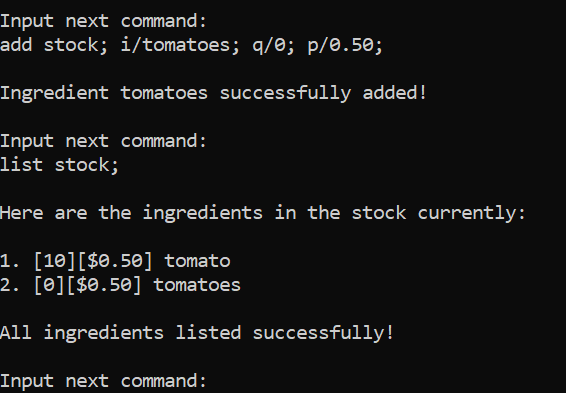 Input next command:
add stock; i/tomatoes; q/0; p/0.50;
Ingredient tomatoes successfully added!
Input next command:
list stock;
Here are the ingredients in the stock currently:
1. [10][$0.50] tomato
2. [0][$0.50] tomatoes
All ingredients listed successfully!
Input next command: